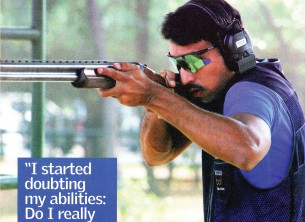 "I started
doubting
my abilities:
Do I really